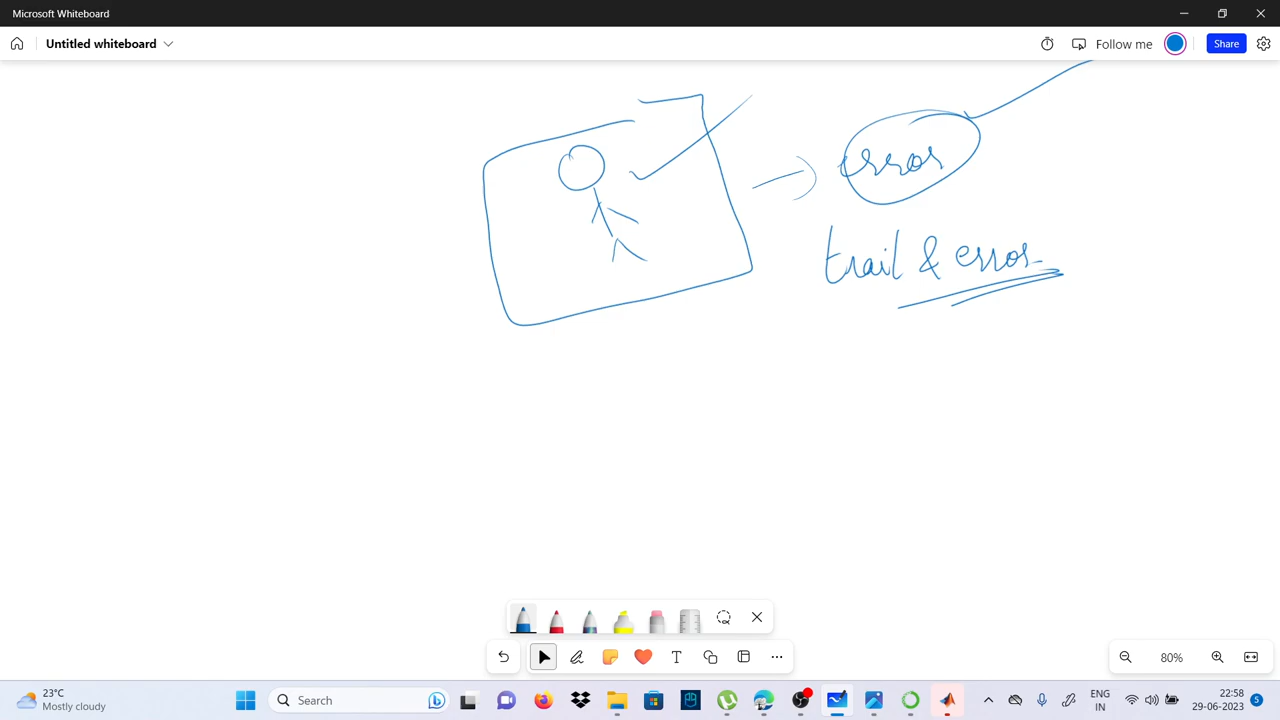 Microsoft Whiteboard
Untitled whiteboard
Follow me
Share
error
trail & error
80%
23°C
Mostly cloudy
Search
ENG
IN
22:58
29-06-2023
5